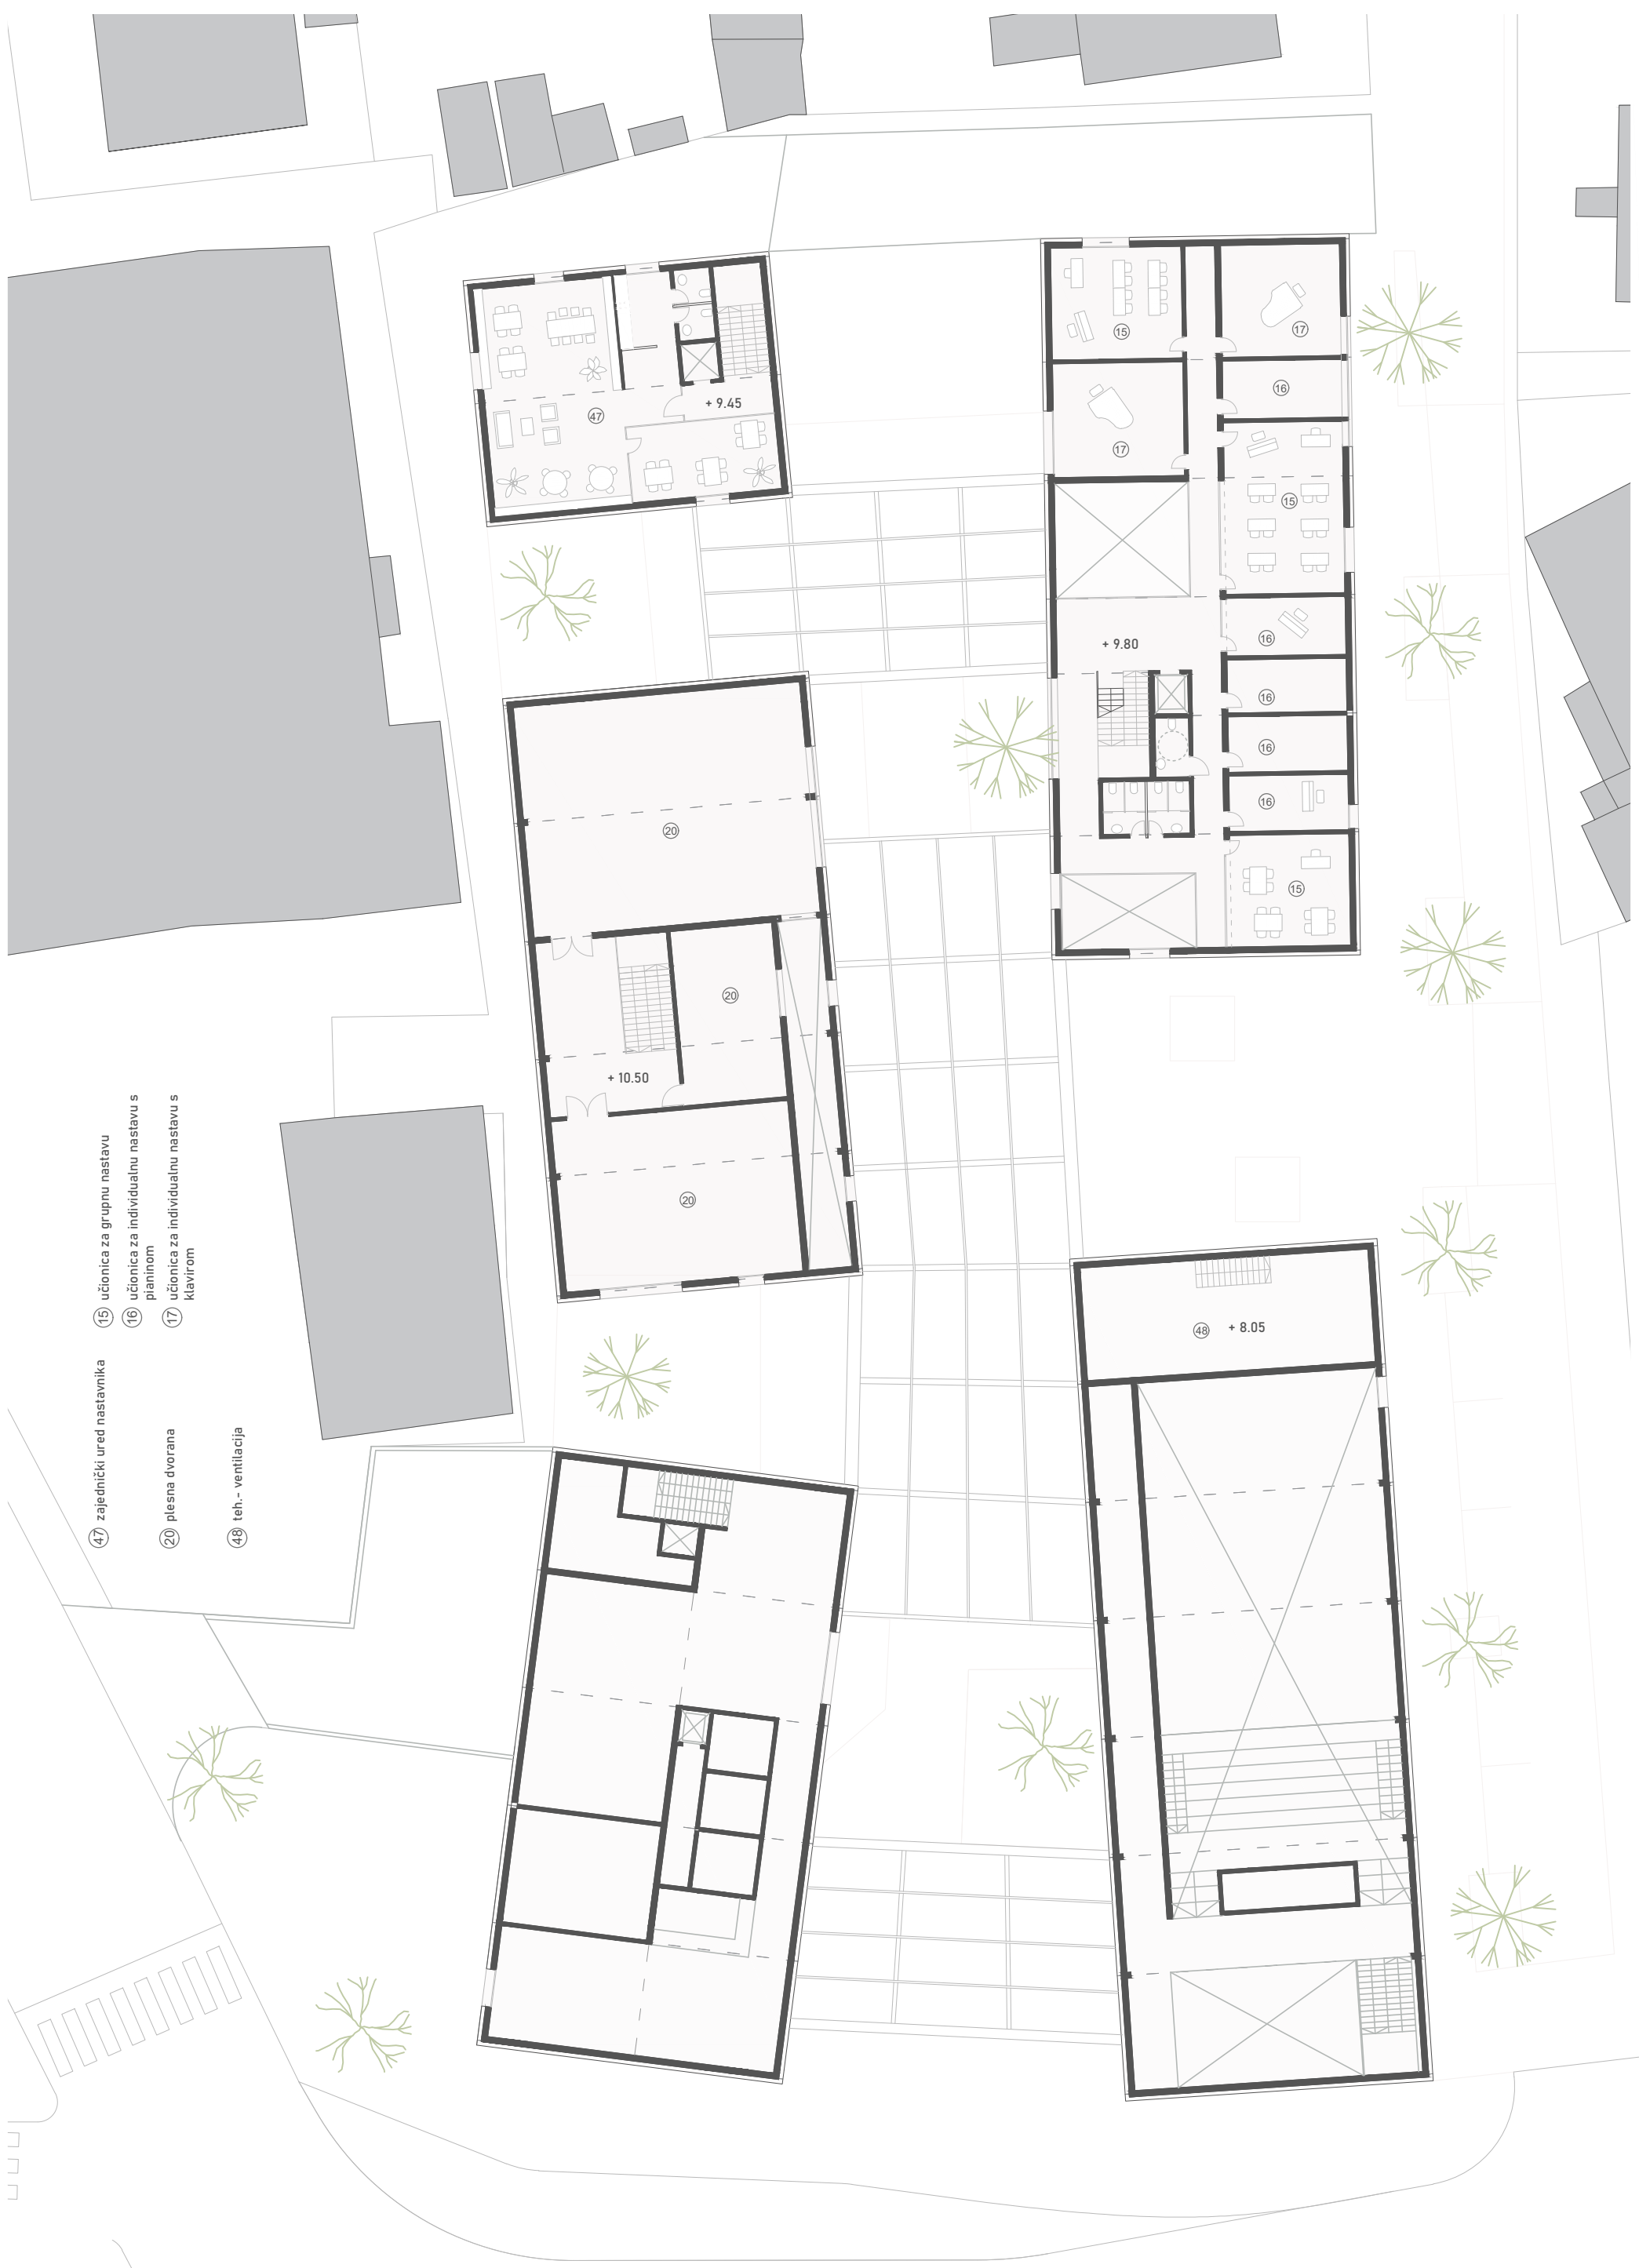 15
17
16
47
+ 9.45
17
15
16
+ 9.80
16
16
20
16
15
20
+ 10.50
20
48 + 8.05
15 učionica za grupnu nastavu
16 učionica za individualnu nastavu s
pianinom
17 učionica za individualnu nastavu s
klavirom
47 zajednički ured nastavnika
20 plesna dvorana
48 teh.- ventilacija